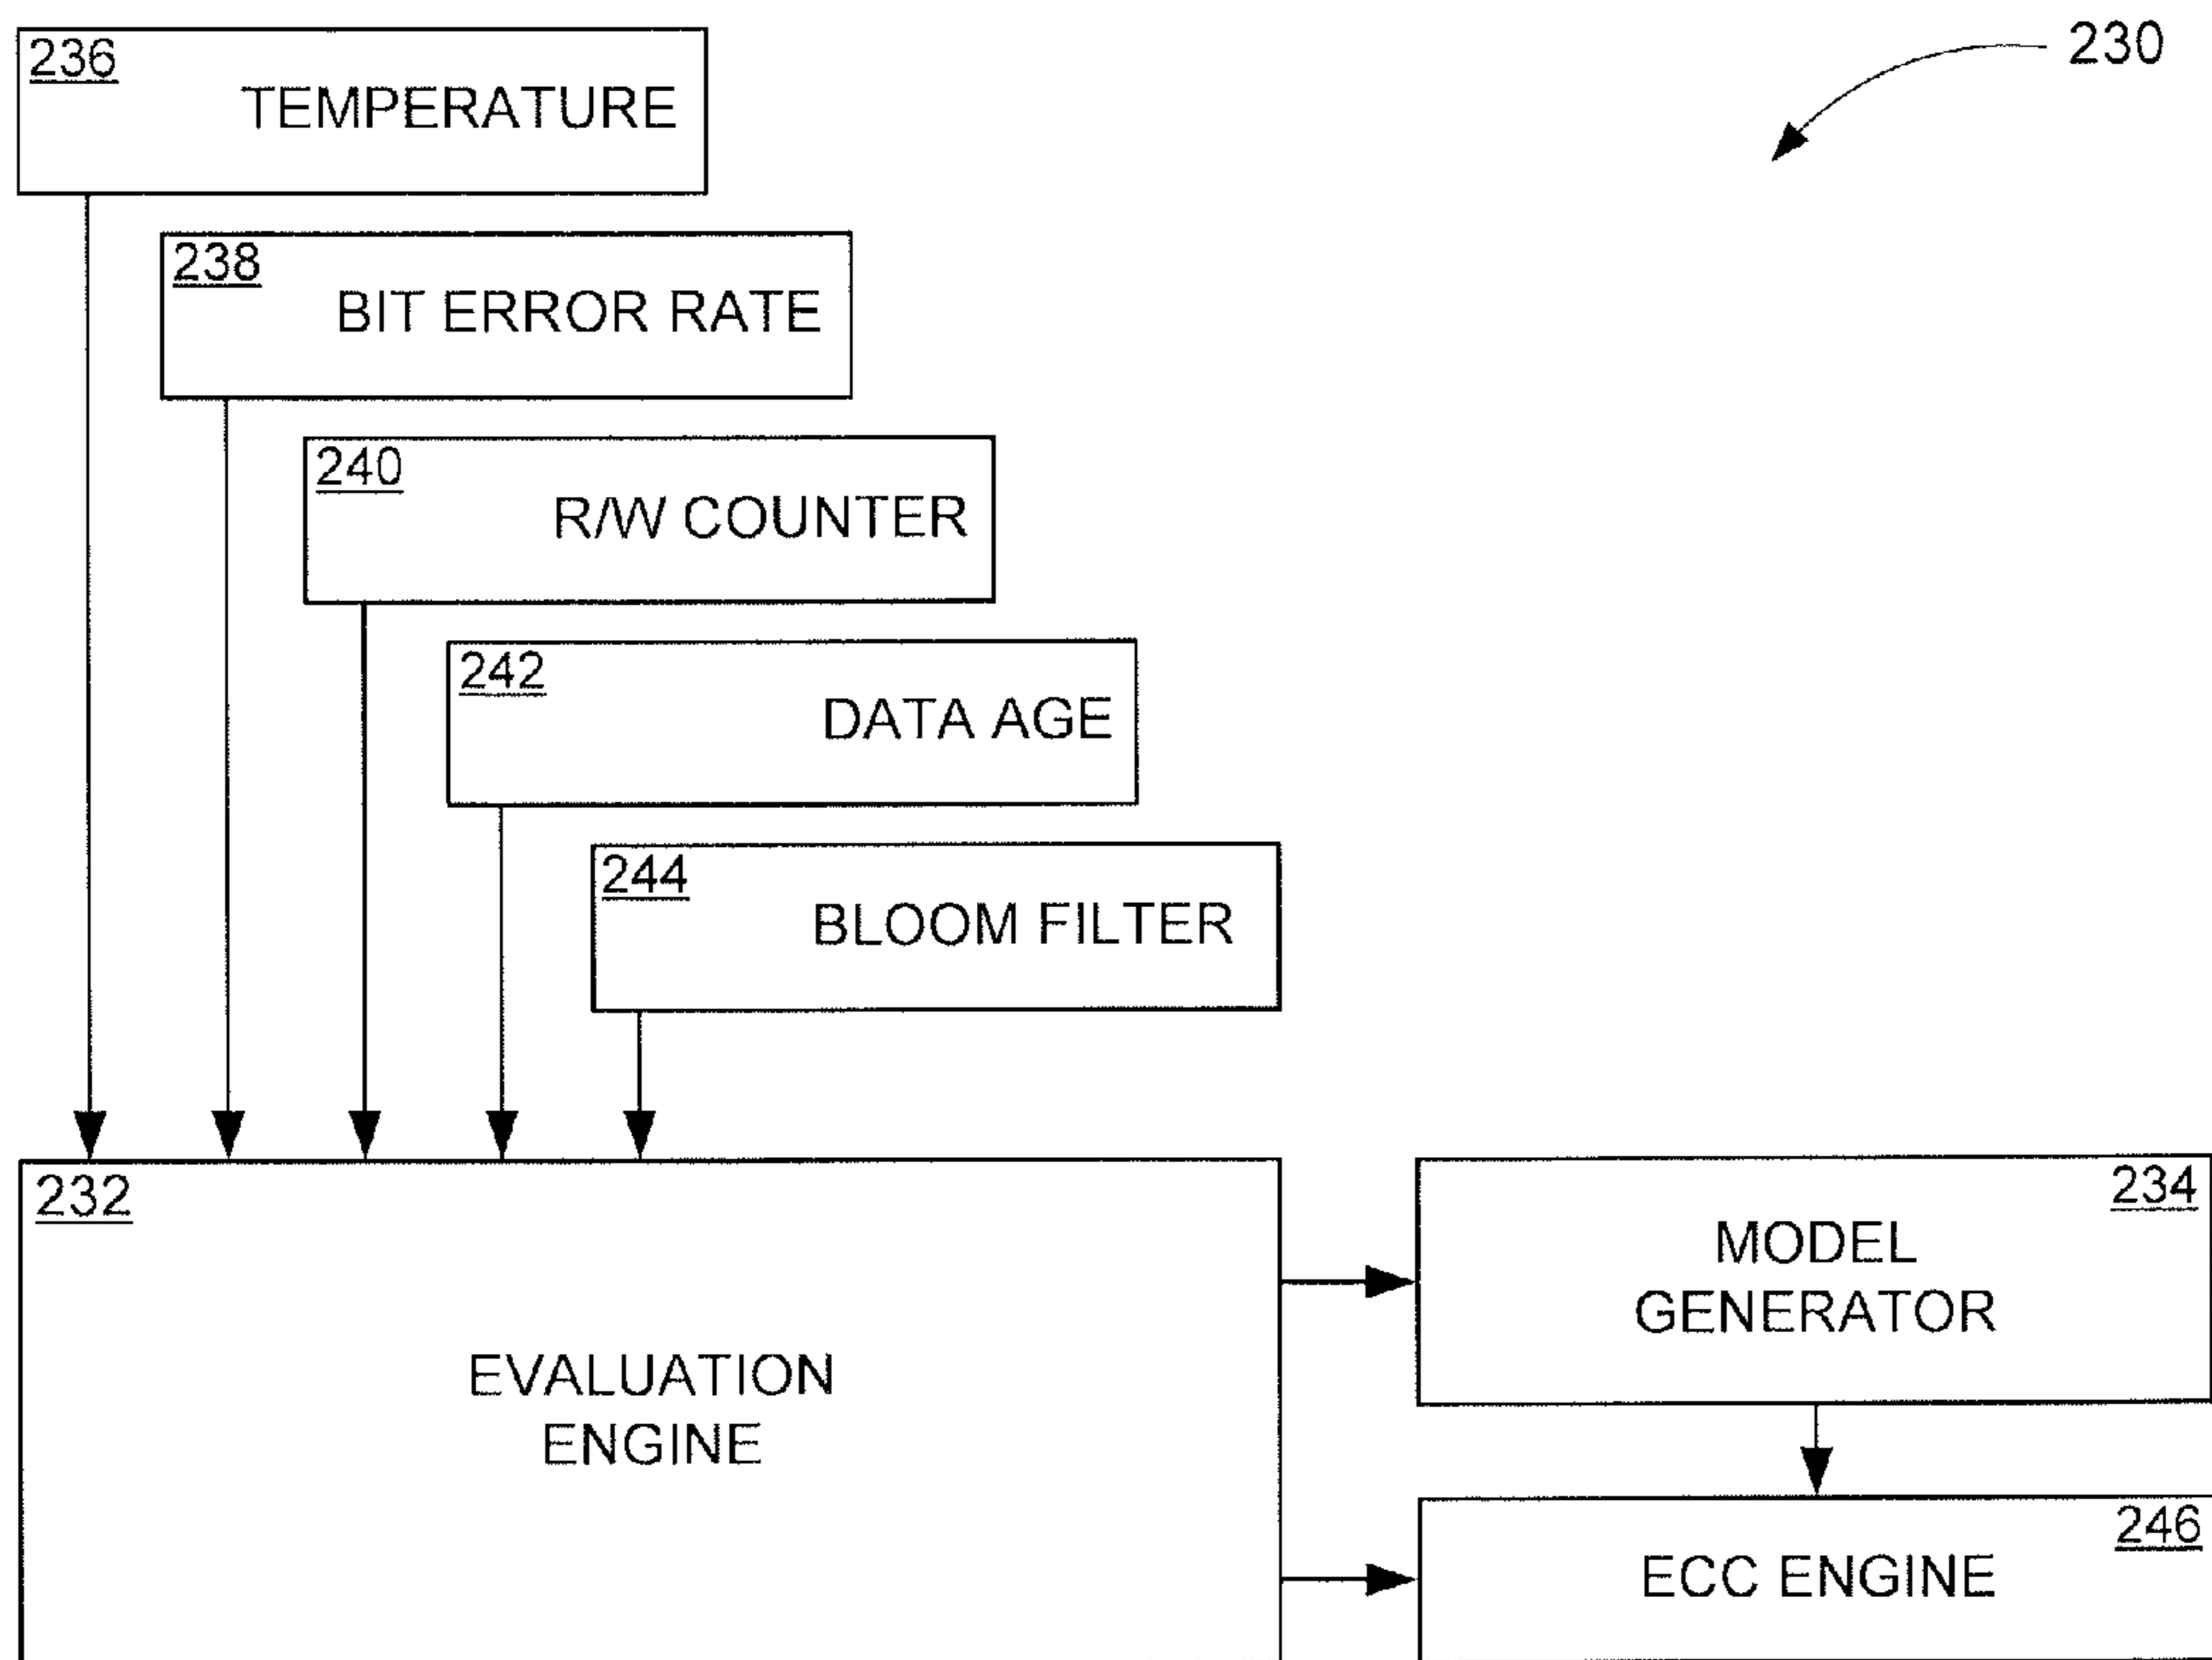 236
TEMPERATURE
230
238
BIT ERROR RATE
240
R/W COUNTER
242
DATA AGE
244
BLOOM FILTER
232
EVALUATION
ENGINE
234
MODEL
GENERATOR
246
ECC ENGINE